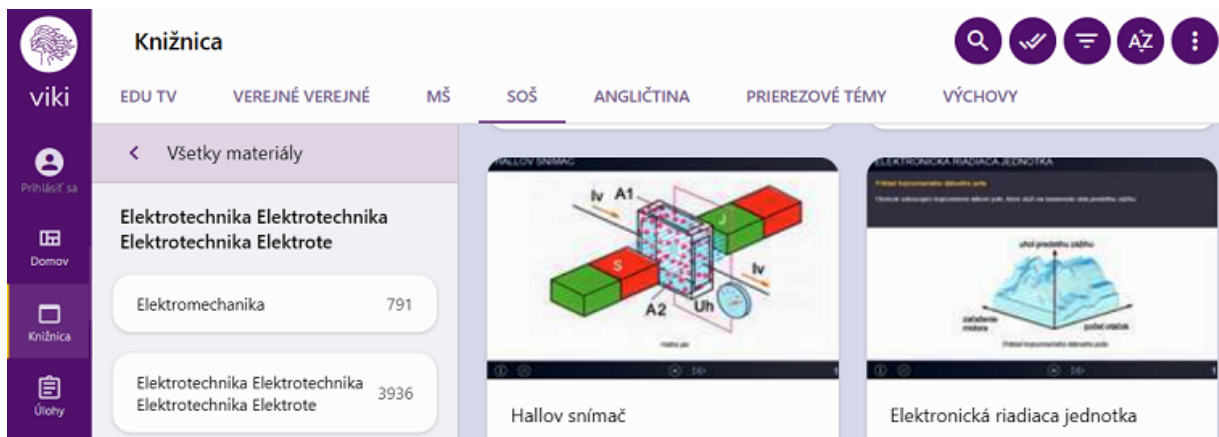 Knižnica
viki
EDU TV VEREJNÉ VEREJNÉ MŠ SOŠ ANGLIČTINA PRIEREZOVÉ TÉMY VÝCHOVY
Prihlásiť sa
Domov
Knižnica
Úlohy
Všetky materiály
Elektrotechnika Elektrotechnika
Elektrotechnika Elektrote
Elektromechanika 791
Elektrotechnika Elektrotechnika 3936
Elektrotechnika Elektrote
HALLOV SNÍMAČ
Iv A1
J
S
Iv
A2 Uh
Hallov jav
Hallov snímač
ELEKTRONICKÁ RIADIACA JEDNOTKA
uhol predstihu zážihu
zaťaženie
motora
počet otáčok
Elektronická riadiaca jednotka